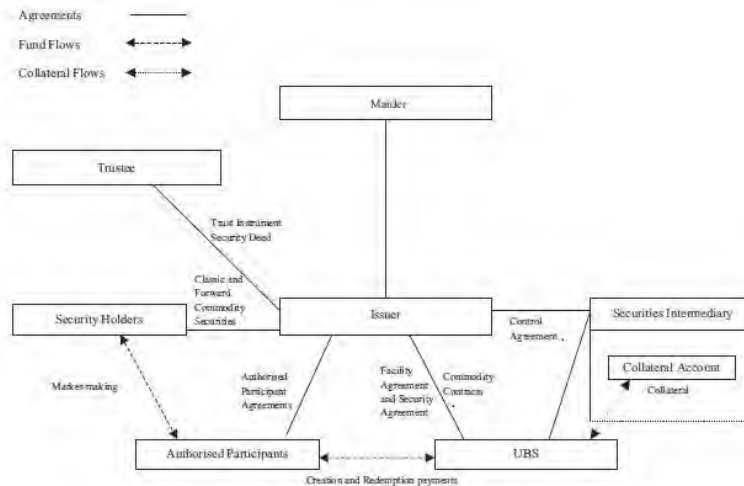 Agreements
Fund Flows
Collateral Flows
Master
Trustee
Trust Instrument
Security Deed
Classic and
Forward
Commodity
Securities
Security Holders
Issuer
Securities Intermediary
Control
Agreement
Collateral Account
Collateral
Market-making
Authorised
Participant
Agreements
Facility
Agreement
and Security
Agreement
Commodity
Contracts
Authorised Participants
UBS
Creation and Redemption payments